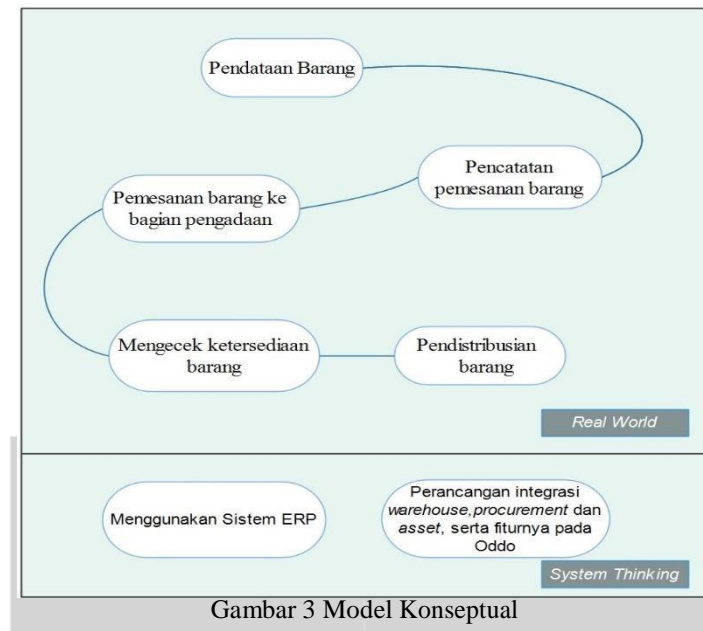 Pendataan Barang
Pencatatan
pemesanan barang
Pemesanan barang ke
bagian pengadaan
Mengecek ketersediaan
barang
Pendistribusian
barang
Real World
Menggunakan Sistem ERP
Perancangan integrasi
warehouse,procurement dan
asset, serta fiturnya pada
Oddo
System Thinking
Gambar 3 Model Konseptual